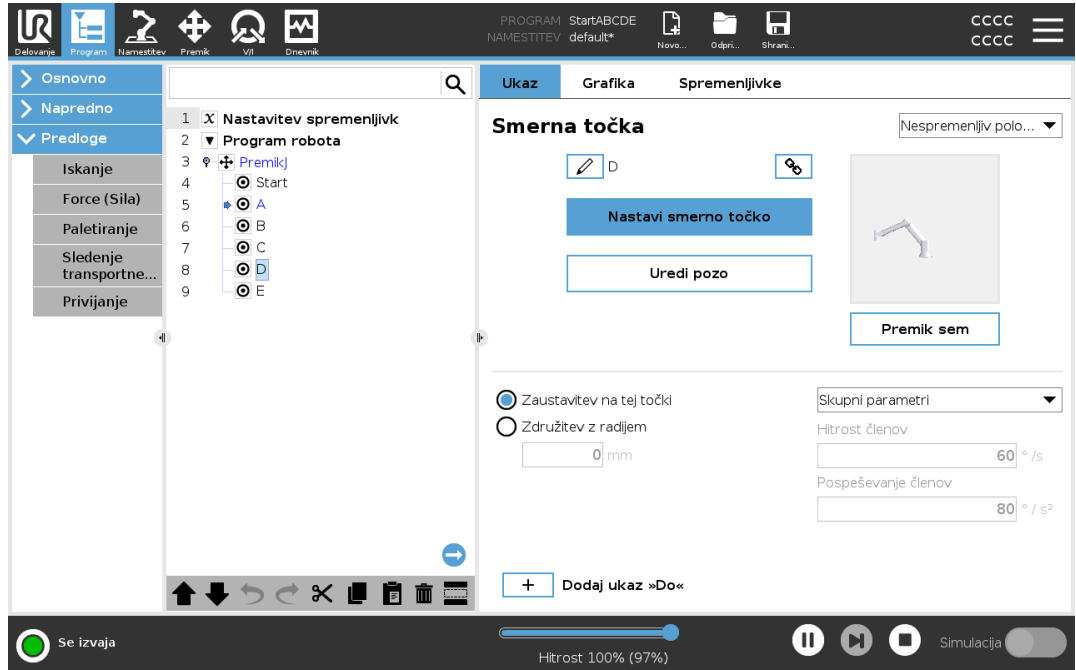 PROGRAM StartABCDE
NAMESTITEV default*
CCCC
CCCC
Delovanje Program Namestitev Premik V/I Dnevnik Novo... Odpri... Shrani...
Osnovno
Napredno
Predloge
Iskanje
Force (Sila)
Paletiranje
Sledenje
transportne...
Privijanje
1 x Nastavitev spremenljivk
2 Program robota
3 PremikJ
4 Start
5 A
6 B
7 C
8 D
9 E
Ukaz Grafika Spremenljivke
Smerna točka
Nespremenljiv polo...
D
Nastavi smerno točko
Uredi pozo
Premik sem
Zaustavitev na tej točki
Združitev z radijem
0 mm
Skupni parametri
Hitrost členov
60 °/s
Pospeševanje členov
80 °/s²
+ Dodaj ukaz »Do«
Se izvaja
Hitrost 100% (97%)
Simulacija